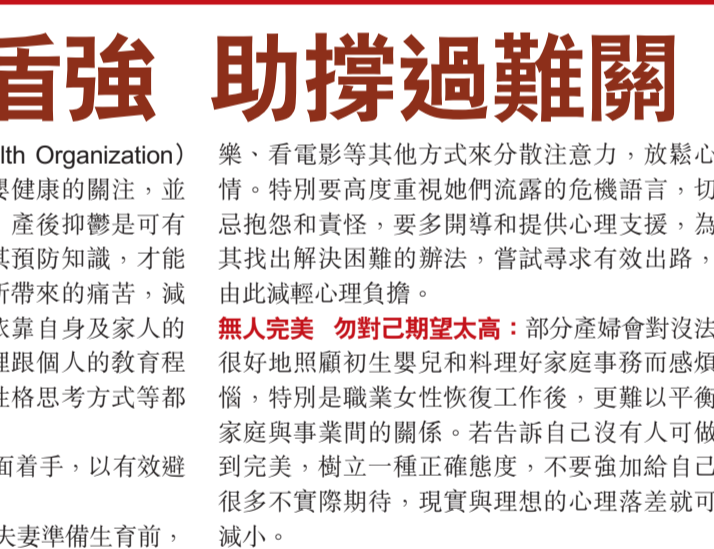 盾強 助撐過難關
lth Organization）
嬰健康的關注，並
產後抑鬱是可有
其預防知識，才能
所帶來的痛苦，減
依靠自身及家人的
理跟個人的教育程
性格思考方式等都
面着手，以有效避
夫妻準備生育前，
樂、看電影等其他方式來分散注意力，放鬆心
情。特別要高度重視她們流露的危機語言，切
忌抱怨和責怪，要多開導和提供心理支援，為
其找出解決困難的辦法，嘗試尋求有效出路，
由此減輕心理負擔。
無人完美 勿對己期望太高：部分產婦會對沒法
很好地照顧初生嬰兒和料理好家庭事務而感煩
惱，特別是職業女性恢復工作後，更難以平衡
家庭與事業間的關係。若告訴自己沒有人可做
到完美，樹立一種正確態度，不要強加給自己
很多不實際期待，現實與理想的心理落差就可
減小。